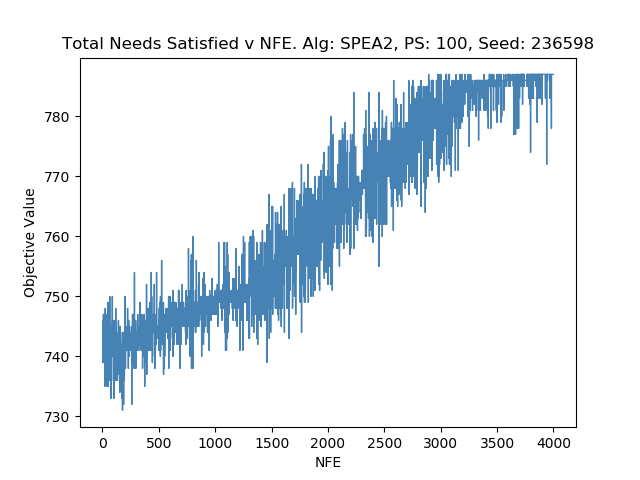 Total Needs Satisfied v NFE. Alg: SPEA2, PS: 100, Seed: 236598
780
770
760
750
740
730
Objective Value
0 500 1000 1500 2000 2500 3000 3500 4000
NFE